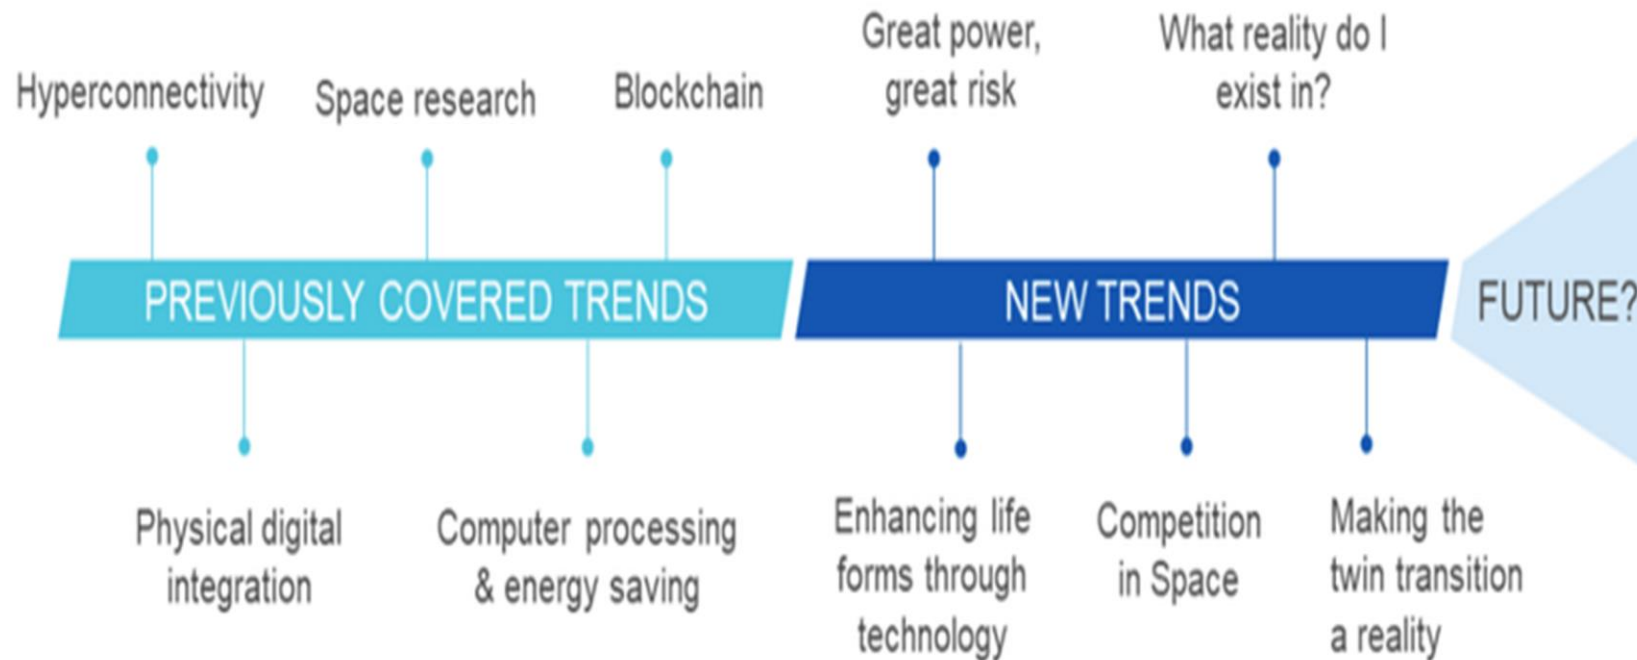 Hyperconnectivity
Space research
Blockchain
Great power,
great risk
What reality do I
exist in?
PREVIOUSLY COVERED TRENDS
NEW TRENDS
FUTURE?
Physical digital
integration
Computer processing
& energy saving
Enhancing life
forms through
technology
Competition
in Space
Making the
twin transition
a reality